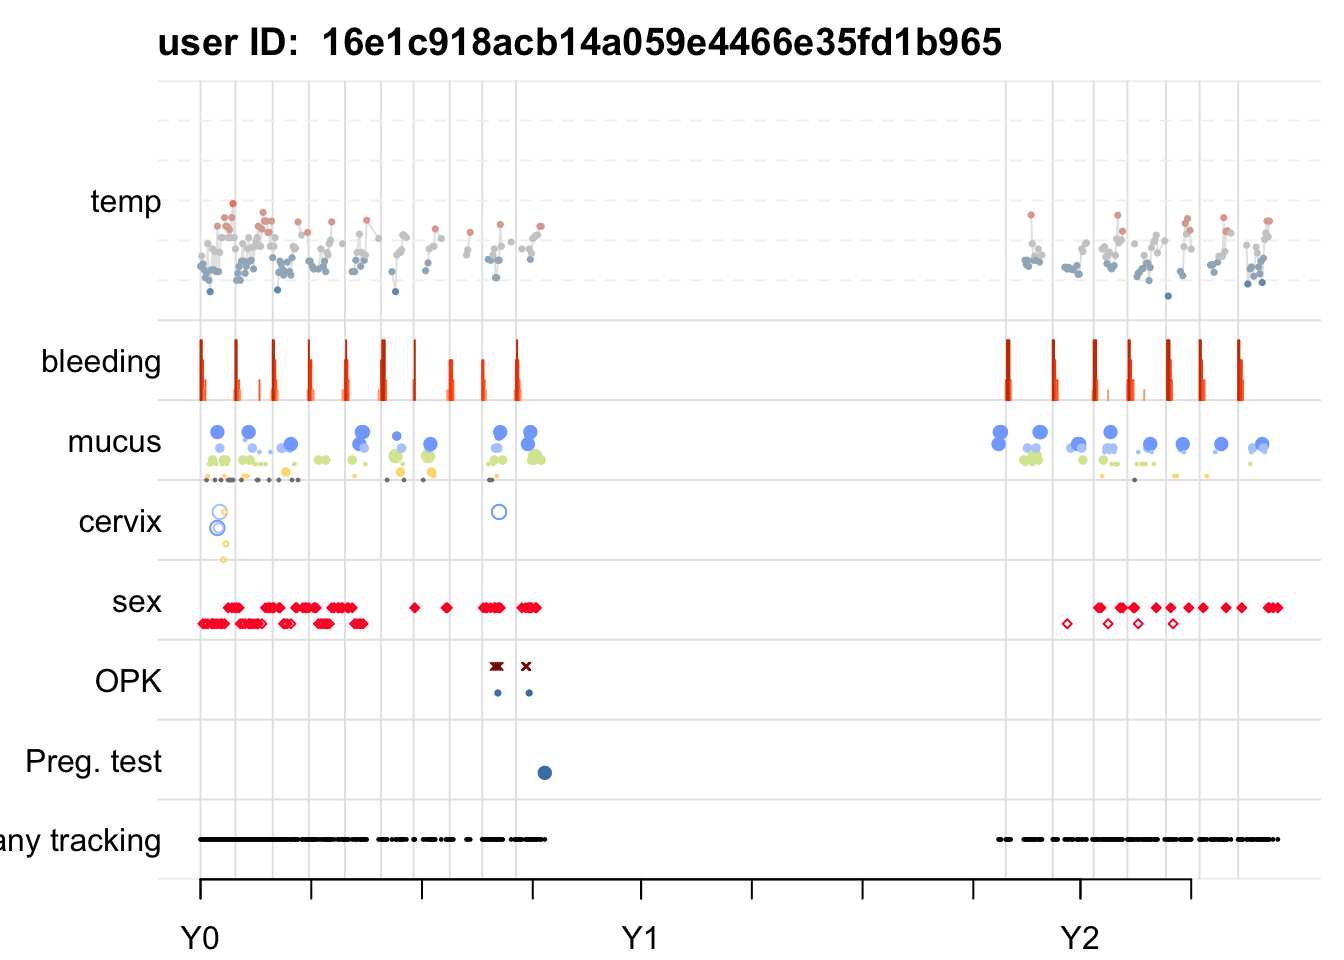 user ID:  16e1c918acb14a059e4466e35fd1b965
temp
bleeding
mucus
cervix
sex
OPK
Preg. test
any tracking
Y0 Y1 Y2